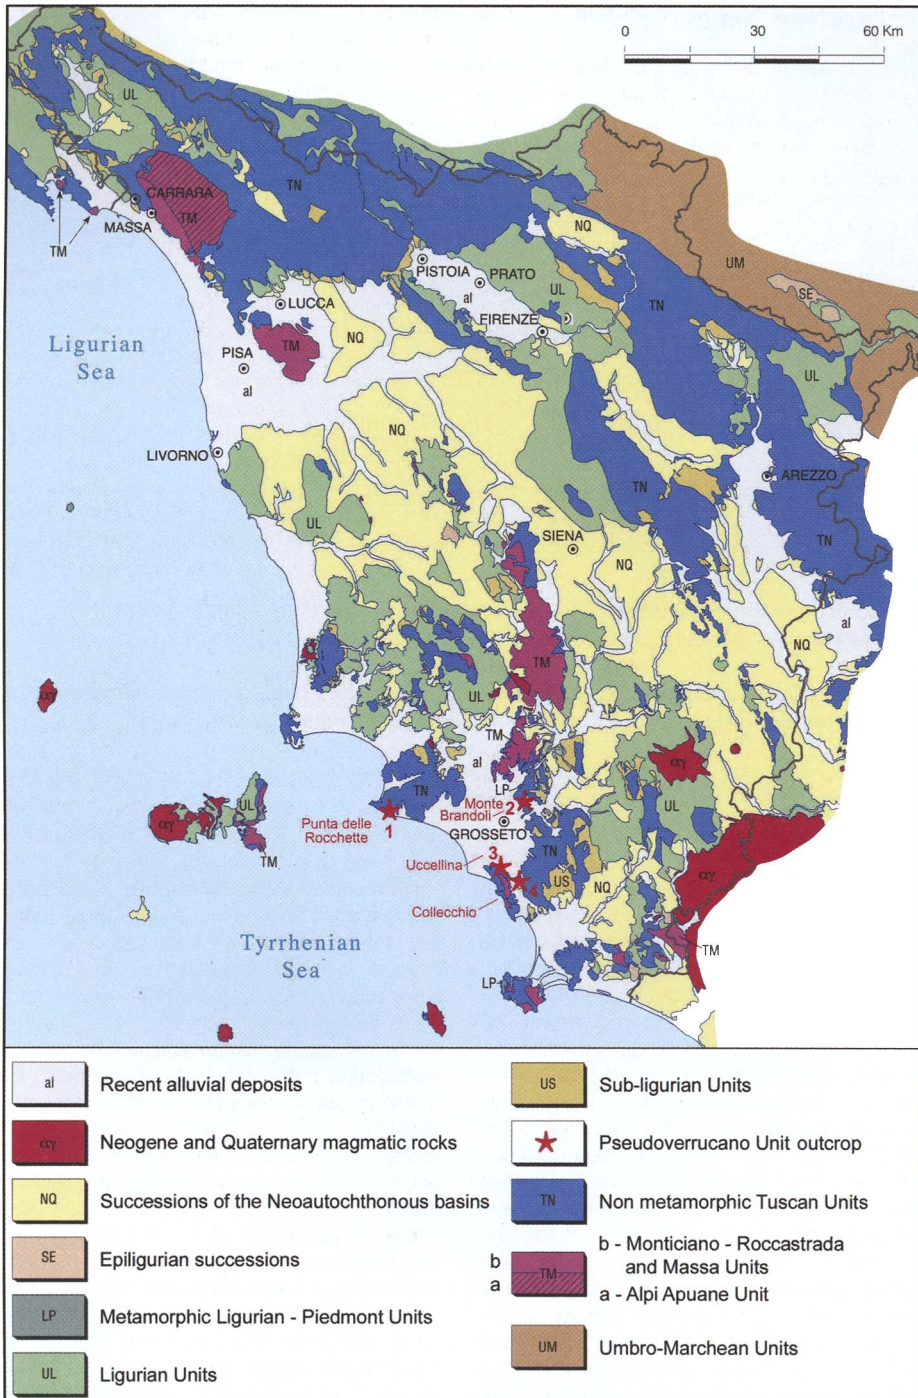 0 30 60 Km
UL
TN
CARRARA
TM
MASSA
TM
NQ
UM
PISTOIA
PRATO
al
UL
SE
TN
LUCCA
FIRENZE
Ligurian
Sea
TM
NQ
PISA
al
UL
NQ
LIVORNO
TN
AREZZO
UL
SIENA
NQ
TN
al
NQ
TM
αγ
UL
TM
al
αγ
LP
UL
TN
Monte
Brandoli
2
UL
αγ
Punta delle
Rocchette
1
GROSSETO
TM
3
TN
αγ
Uccellina
4
US
NQ
Collecchio
TM
Tyrrhenian
Sea
LP
al Recent alluvial deposits
αγ Neogene and Quaternary magmatic rocks
NQ Successions of the Neoautochthonous basins
SE Epiligurian successions
LP Metamorphic Ligurian - Piedmont Units
UL Ligurian Units
US Sub-ligurian Units
Pseudoverrucano Unit outcrop
TN Non metamorphic Tuscan Units
b TM b - Monticiano - Roccastrada
and Massa Units
a a - Alpi Apuane Unit
UM Umbro-Marchean Units